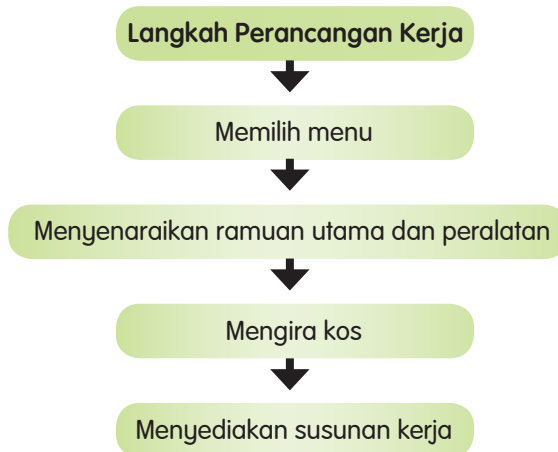 Langkah Perancangan Kerja
Memilih menu
Menyenaraikan ramuan utama dan peralatan
Mengira kos
Menyediakan susunan kerja